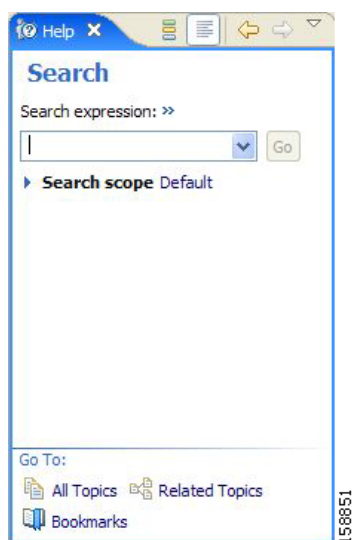 Help
Search
Search expression: »
Go
Search scope Default
Go To:
All Topics Related Topics
Bookmarks
158851